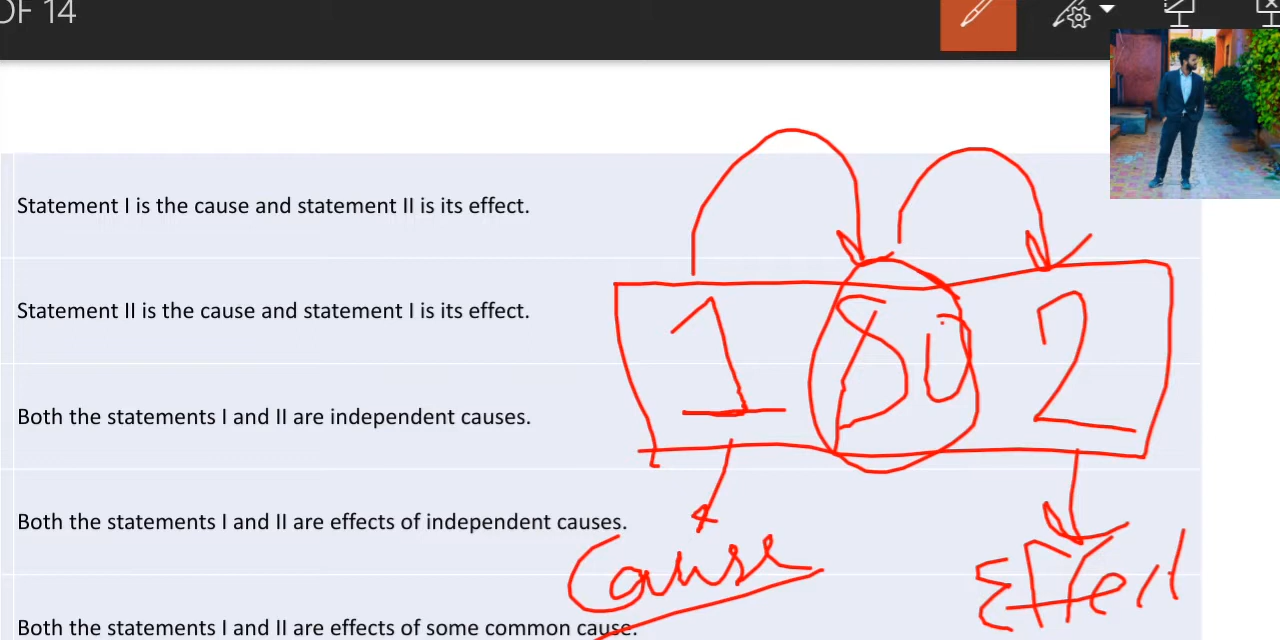 OF 14
Statement I is the cause and statement II is its effect.
Statement II is the cause and statement I is its effect.
1 So 2
Both the statements I and II are independent causes.
Both the statements I and II are effects of independent causes.
Cause Effect
Both the statements I and II are effects of some common cause.